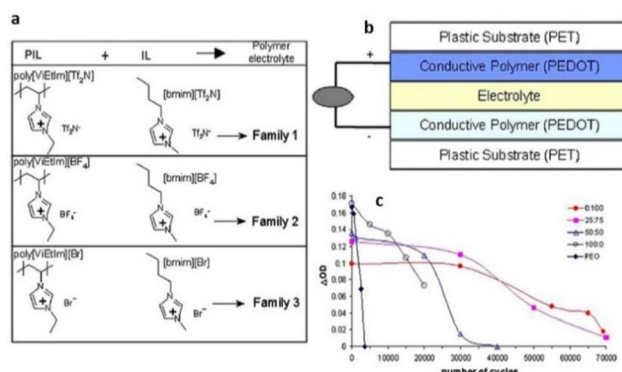 a
PIL + IL Polymer
electrolyte
poly[ViEtIm][Tf₂N]
[bmim][Tf₂N]
Tf₂N⁻
Tf₂N⁻
Family 1
poly[ViEtIm][BF₄]
[bmim][BF₄]
BF₄⁻
BF₄⁻
Family 2
poly[ViEtIm][Br]
[bmim][Br]
Br⁻
Br⁻
Family 3
b
Plastic Substrate (PET)
+
Conductive Polymer (PEDOT)
Electrolyte
-
Conductive Polymer (PEDOT)
Plastic Substrate (PET)
c
ΔOD
0.18
0.16
0.14
0.12
0.1
0.08
0.06
0.04
0.02
0
0 10000 20000 30000 40000 50000 60000 70000
number of cycles
0:100
25:75
50:50
100:0
PEO